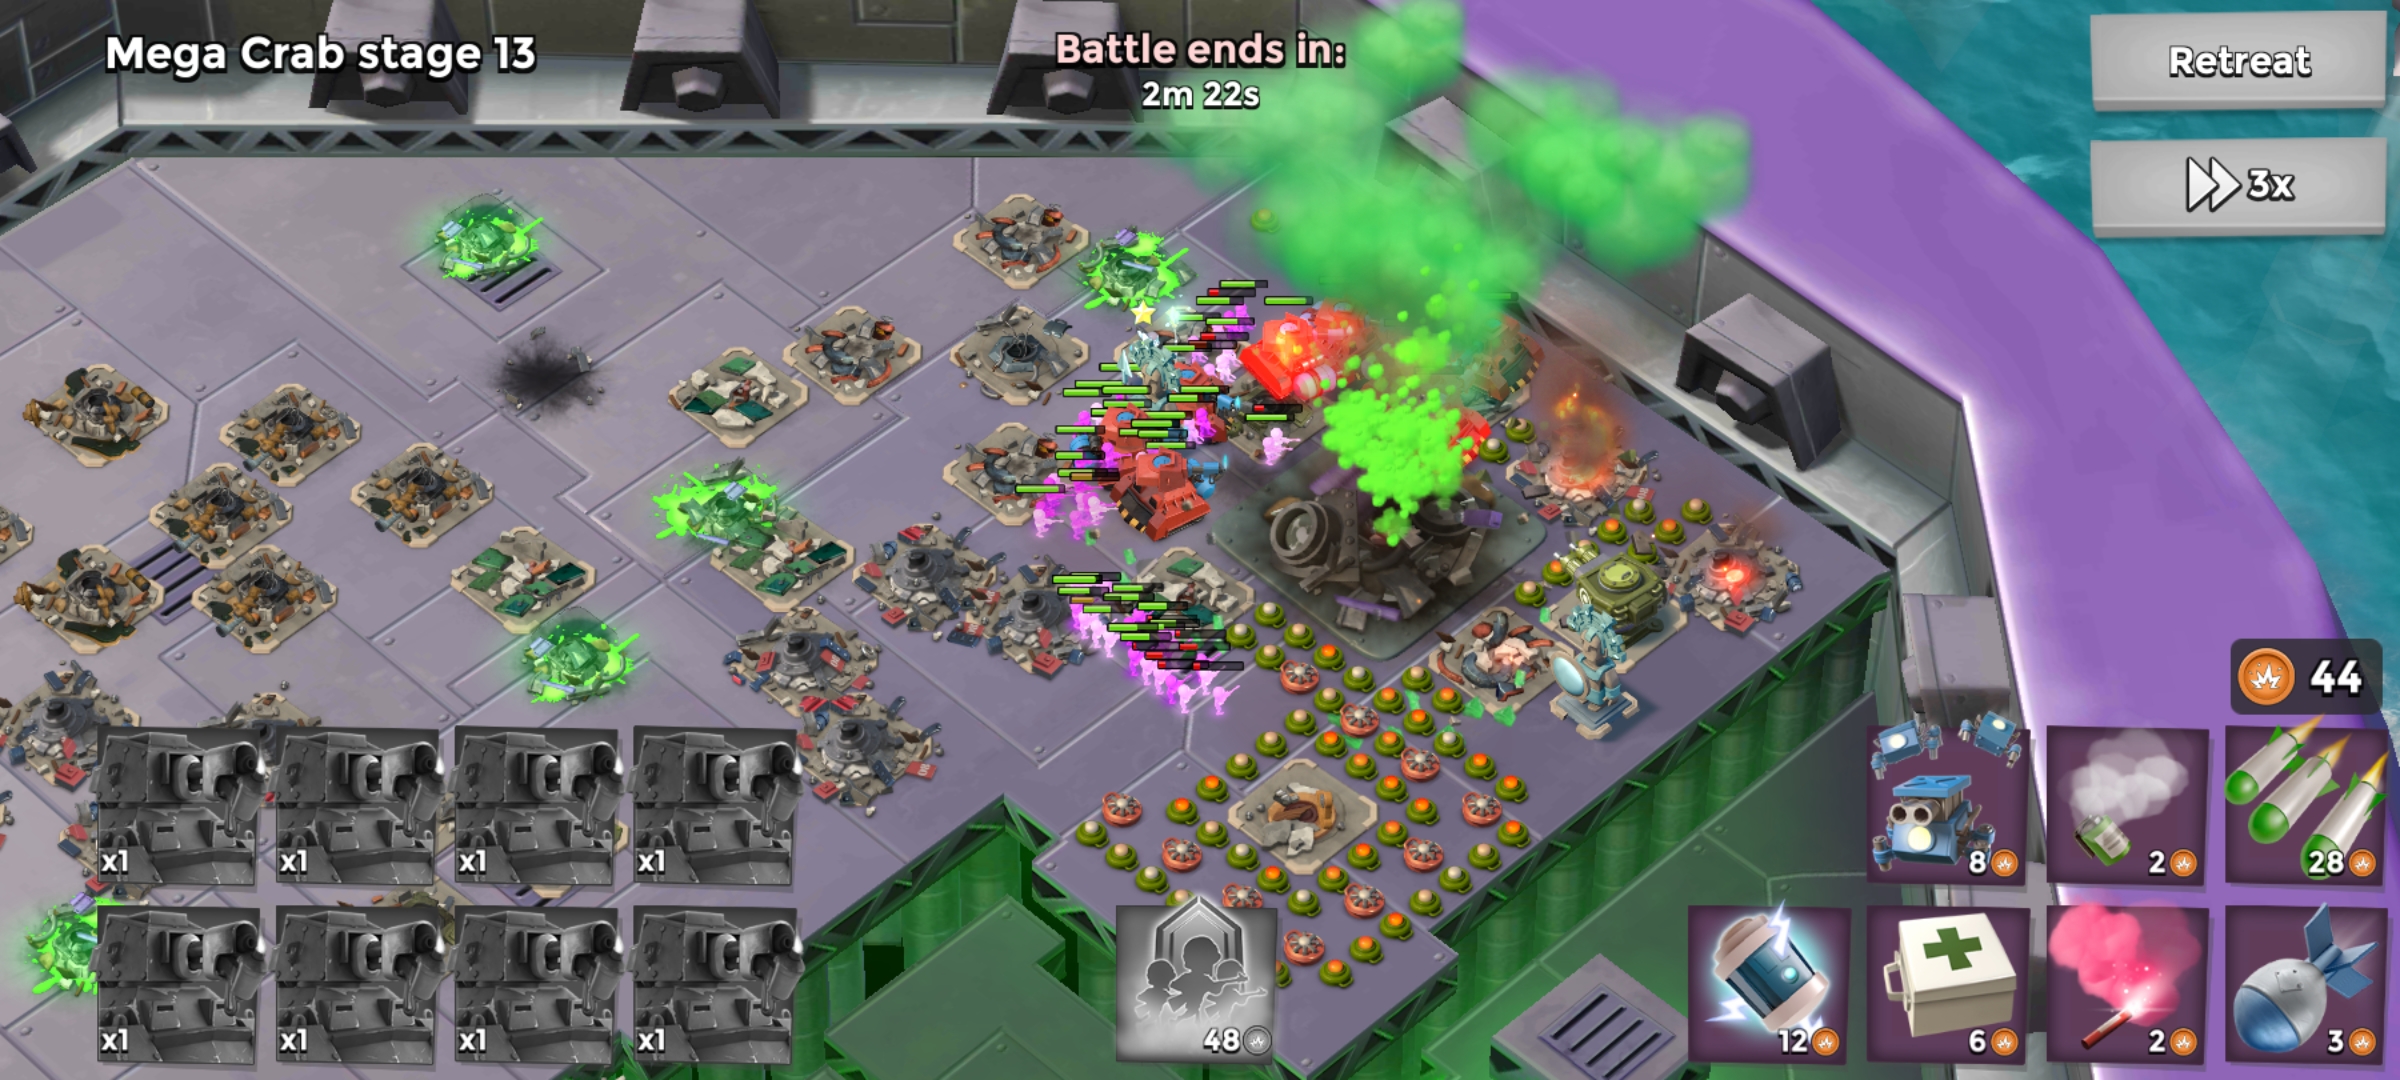 Mega Crab stage 13
Battle ends in:
2m 22s
Retreat
3x
44
x1 x1 x1 x1
8 2 28
x1 x1 x1 x1
48
12 6 2 3